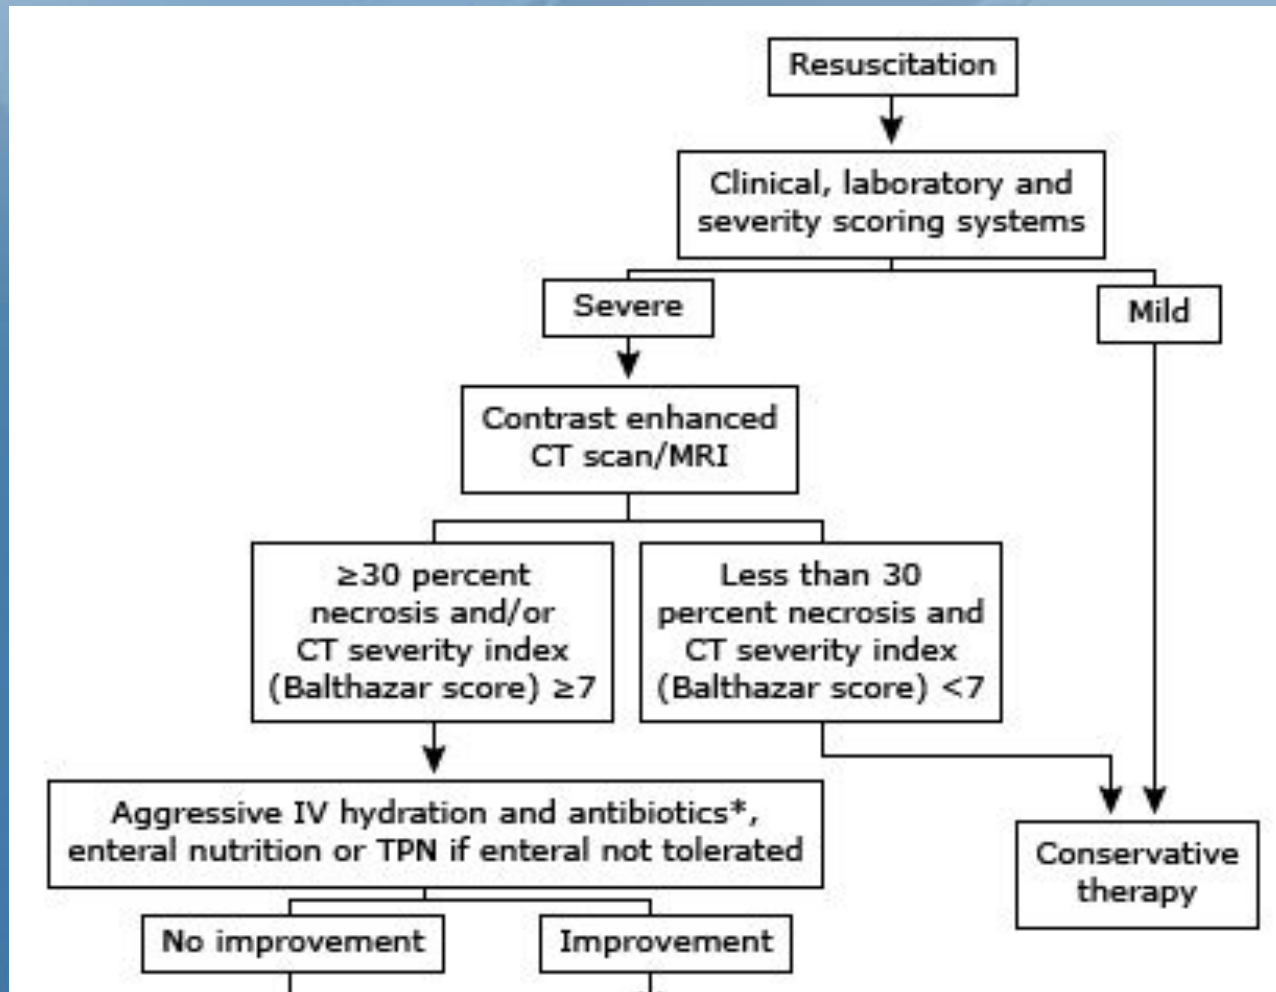 Resuscitation
Clinical, laboratory and
severity scoring systems
Severe
Mild
Contrast enhanced
CT scan/MRI
≥30 percent
necrosis and/or
CT severity index
(Balthazar score) ≥7
Less than 30
percent necrosis and
CT severity index
(Balthazar score) <7
Aggressive IV hydration and antibiotics*,
enteral nutrition or TPN if enteral not tolerated
Conservative
therapy
No improvement
Improvement